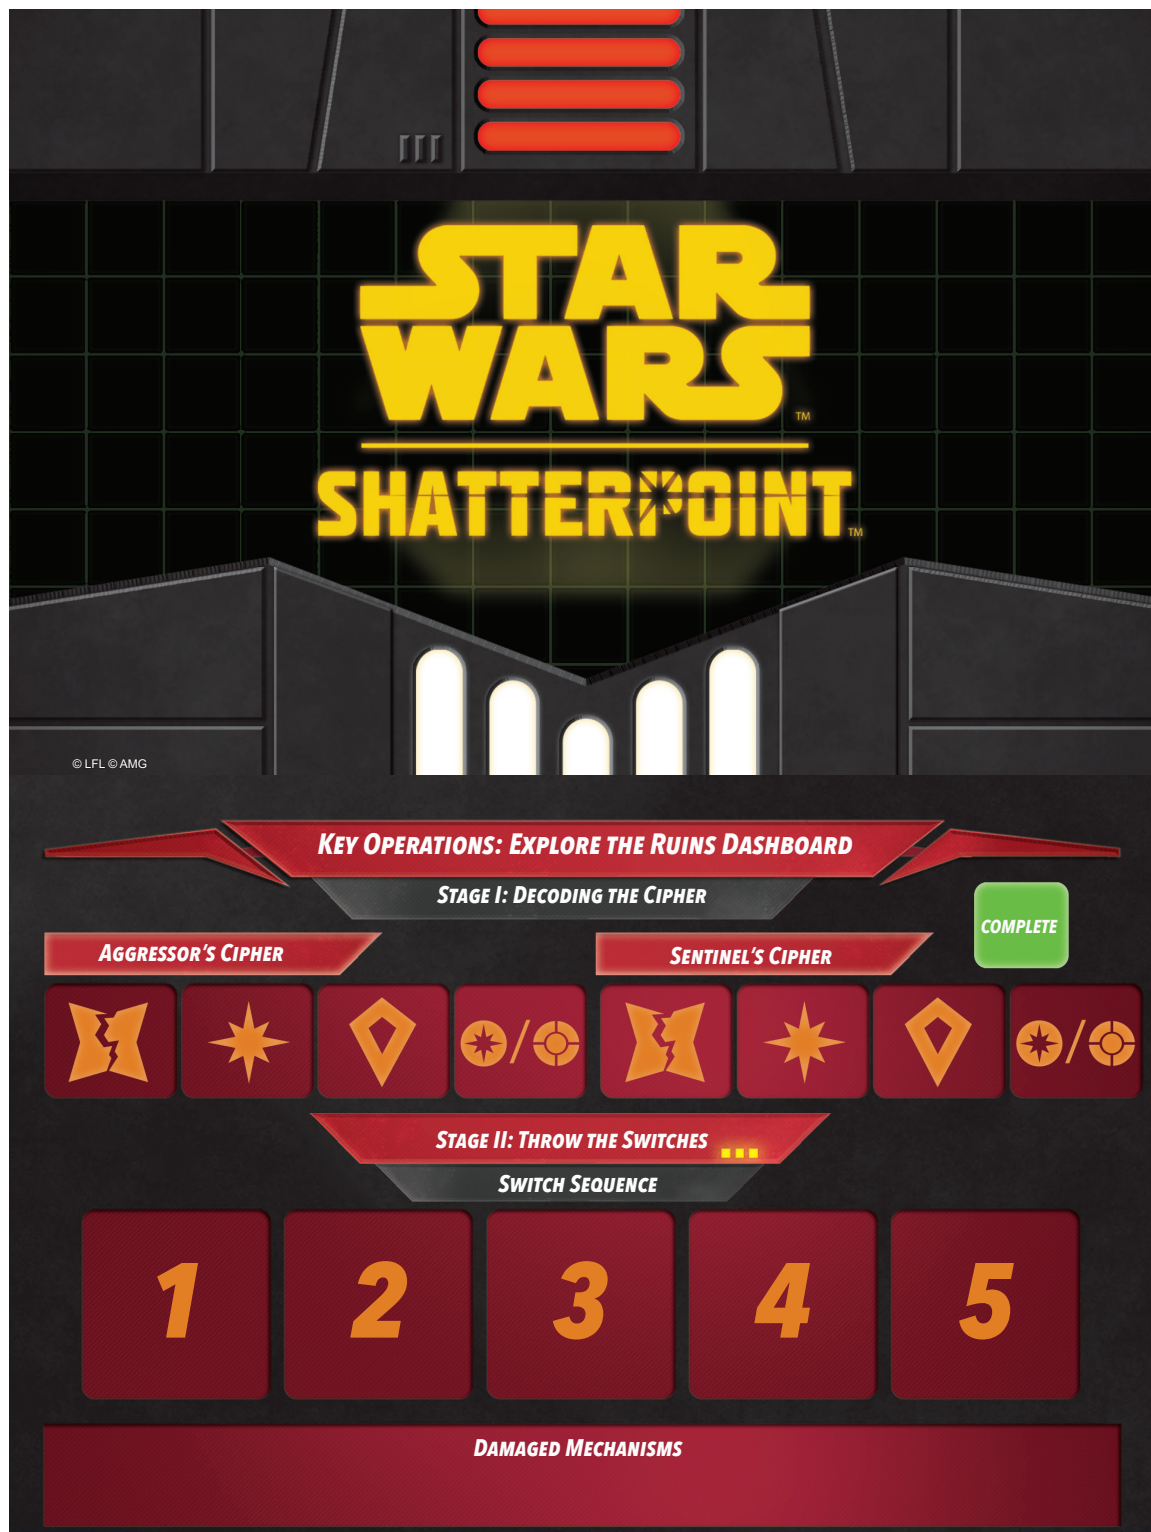 STAR
WARS
TM
SHATTERPOINT
TM
© LFL © AMG
KEY OPERATIONS: EXPLORE THE RUINS DASHBOARD
STAGE I: DECODING THE CIPHER
COMPLETE
AGGRESSOR'S CIPHER
SENTINEL'S CIPHER
/
/
STAGE II: THROW THE SWITCHES ...
SWITCH SEQUENCE
1 2 3 4 5
DAMAGED MECHANISMS